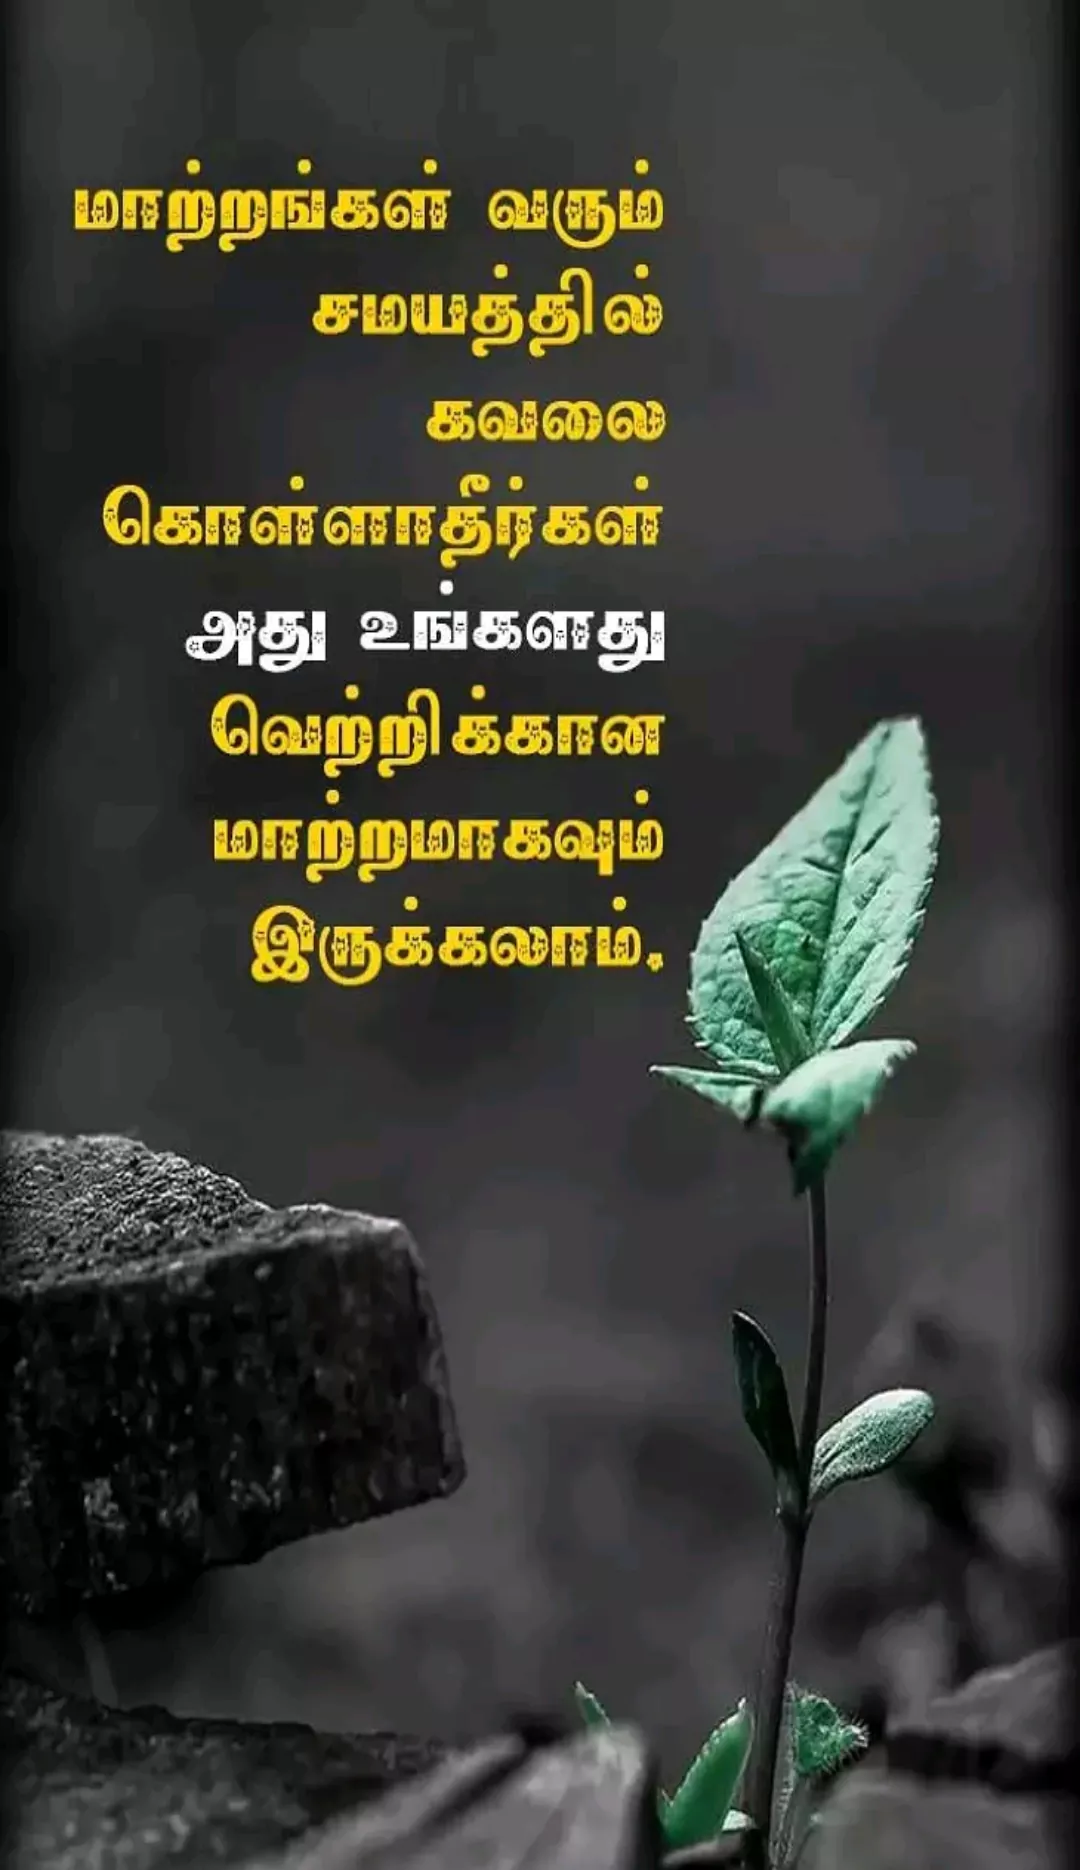 மாற்றங்கள் வரும்
சமயத்தில்
கவலை
கொள்ளாதீர்கள்
அது உங்களது
வெற்றிக்கான
மாற்றமாகவும்
இருக்கலாம்.